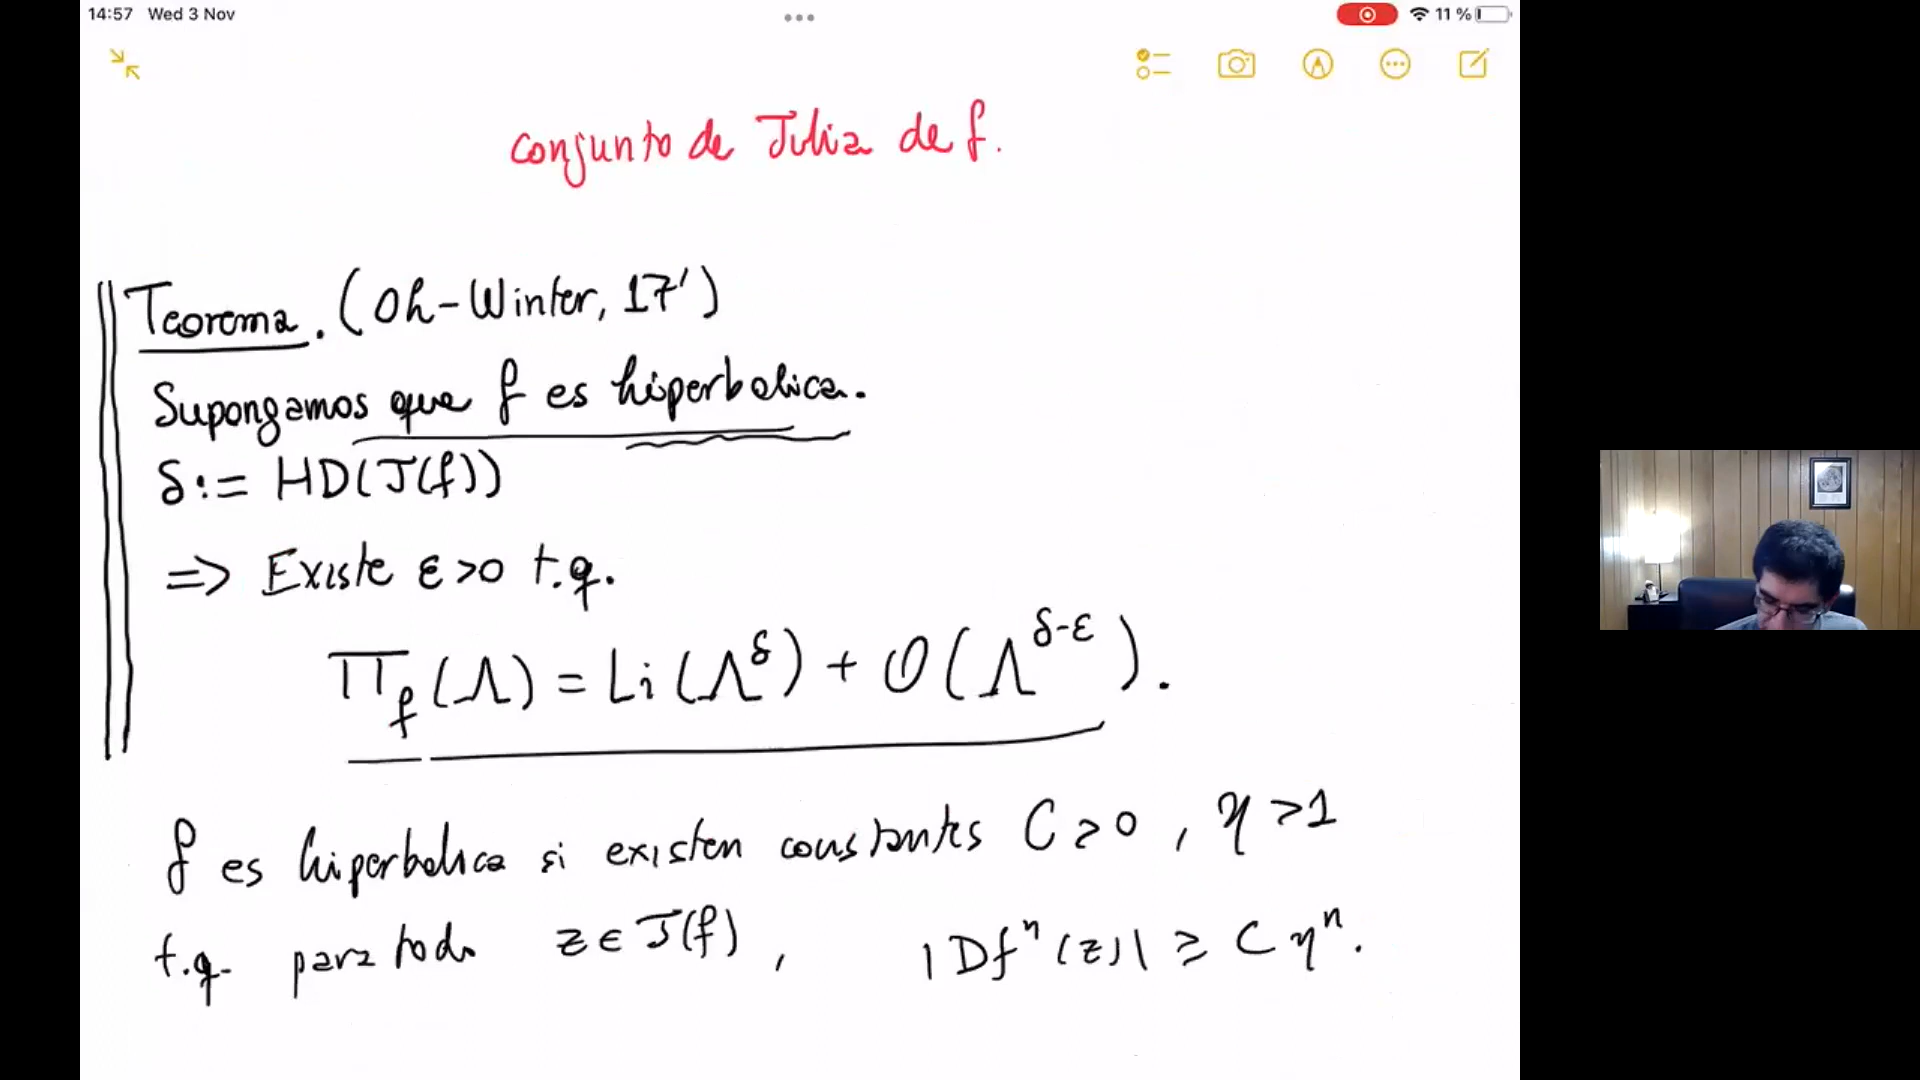 14:57 Wed 3 Nov
11 %
conjunto de Julia de f.
Teorema. (Oh-Winter, 17')
Supongamos que f es hiperbolica.
δ := HD(J(f))
=> Existe ε>0 t.q.
Π_f(Λ) = Li(Λ^δ) + O(Λ^{δ-ε}).
f es hiperbolica si existen constantes C>0, η>1
t.q. para todo z∈J(f), |Df^n(z)| ≥ Cη^n.